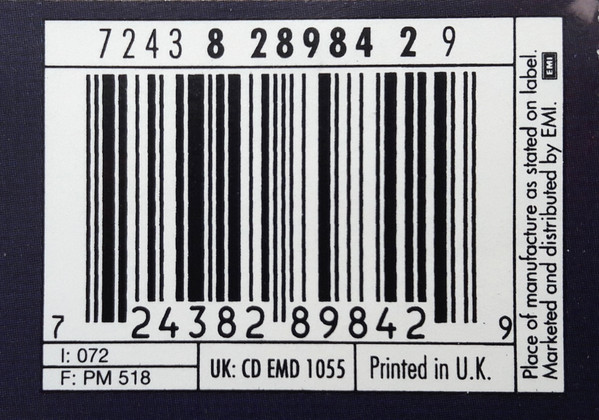 7243 8 28984 2 9
7 24382 89842 9
I: 072
F: PM 518
UK: CD EMD 1055
Printed in U.K.
Place of manufacture as stated on label.
Marketed and distributed by EMI. EMI